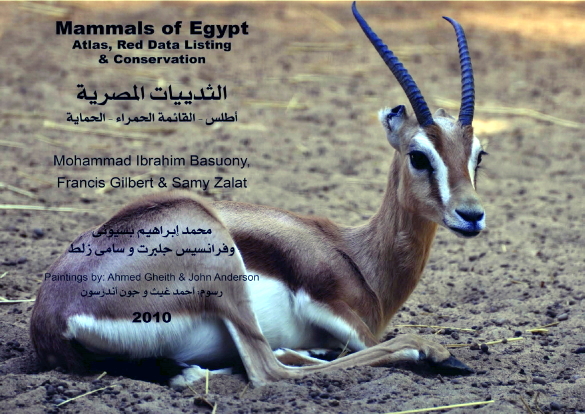 Mammals of Egypt
Atlas, Red Data Listing
& Conservation
الثدييات المصرية
أطلس - القائمة الحمراء - الحماية
Mohammad Ibrahim Basuony,
Francis Gilbert & Samy Zalat
محمد إبراهيم بسيونى
وفرانسيس جلبرت و سامى زلط
Paintings by: Ahmed Gheith & John Anderson
رسوم: أحمد غيث و جون أندرسون
2010